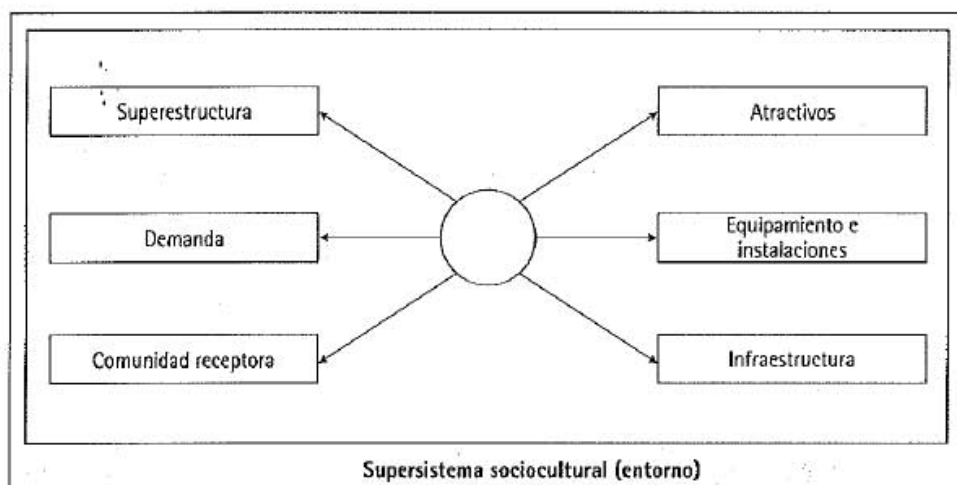 Superestructura
Atractivos
Demanda
Equipamiento e
instalaciones
Comunidad receptora
Infraestructura
Supersistema sociocultural (entorno)